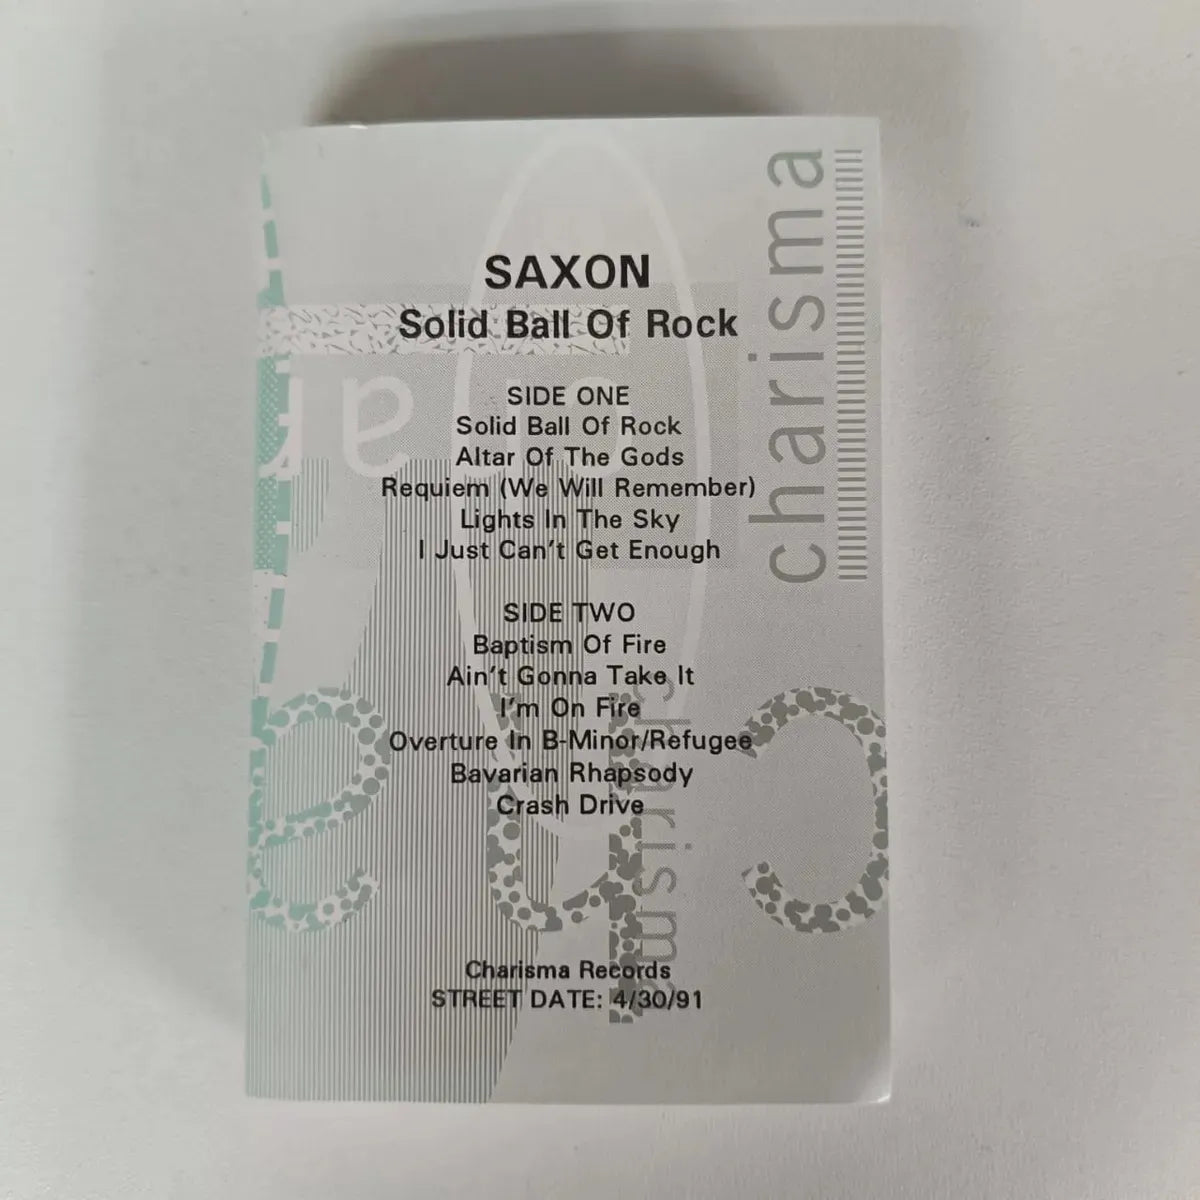 SAXON
Solid Ball Of Rock
SIDE ONE
Solid Ball Of Rock
Altar Of The Gods
Requiem (We Will Remember)
Lights In The Sky
I Just Can't Get Enough
SIDE TWO
Baptism Of Fire
Ain't Gonna Take It
I'm On Fire
Overture In B-Minor/Refugee
Bavarian Rhapsody
Crash Drive
Charisma Records
STREET DATE: 4/30/91
charisma
charisma